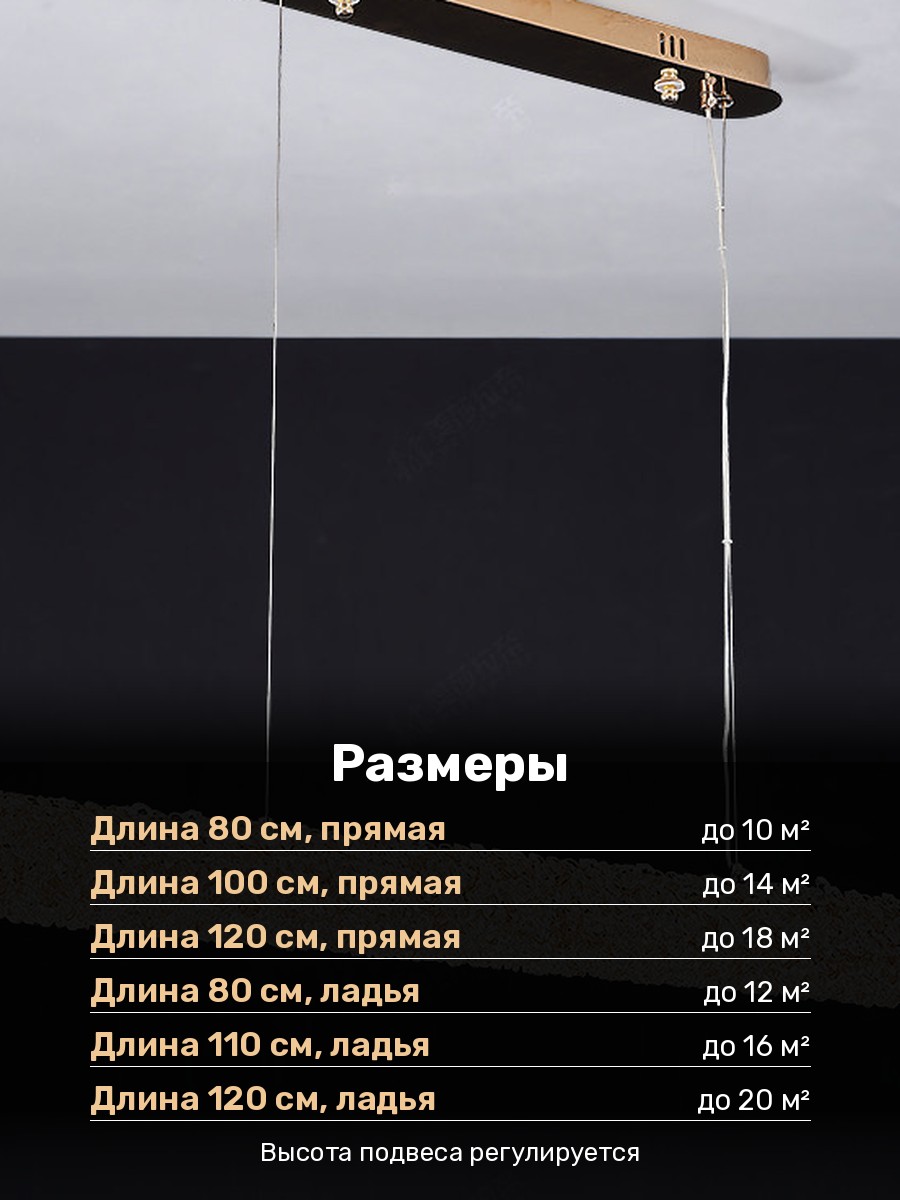 Размеры
Длина 80 см, прямая до 10 м²
Длина 100 см, прямая до 14 м²
Длина 120 см, прямая до 18 м²
Длина 80 см, ладья до 12 м²
Длина 110 см, ладья до 16 м²
Длина 120 см, ладья до 20 м²
Высота подвеса регулируется